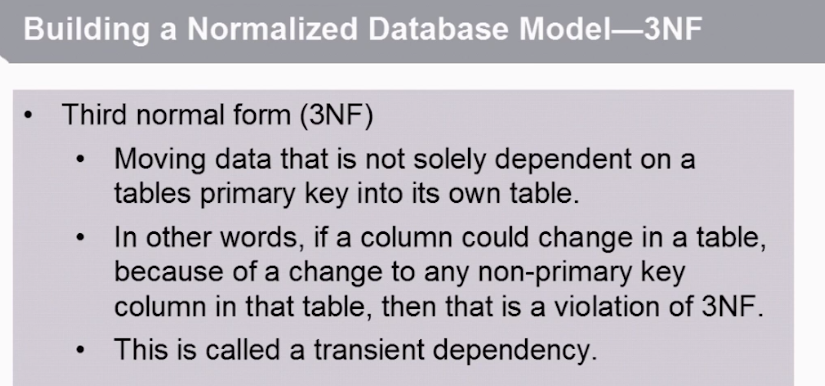 Building a Normalized Database Model—3NF
• Third normal form (3NF)
• Moving data that is not solely dependent on a
tables primary key into its own table.
• In other words, if a column could change in a table,
because of a change to any non-primary key
column in that table, then that is a violation of 3NF.
• This is called a transient dependency.